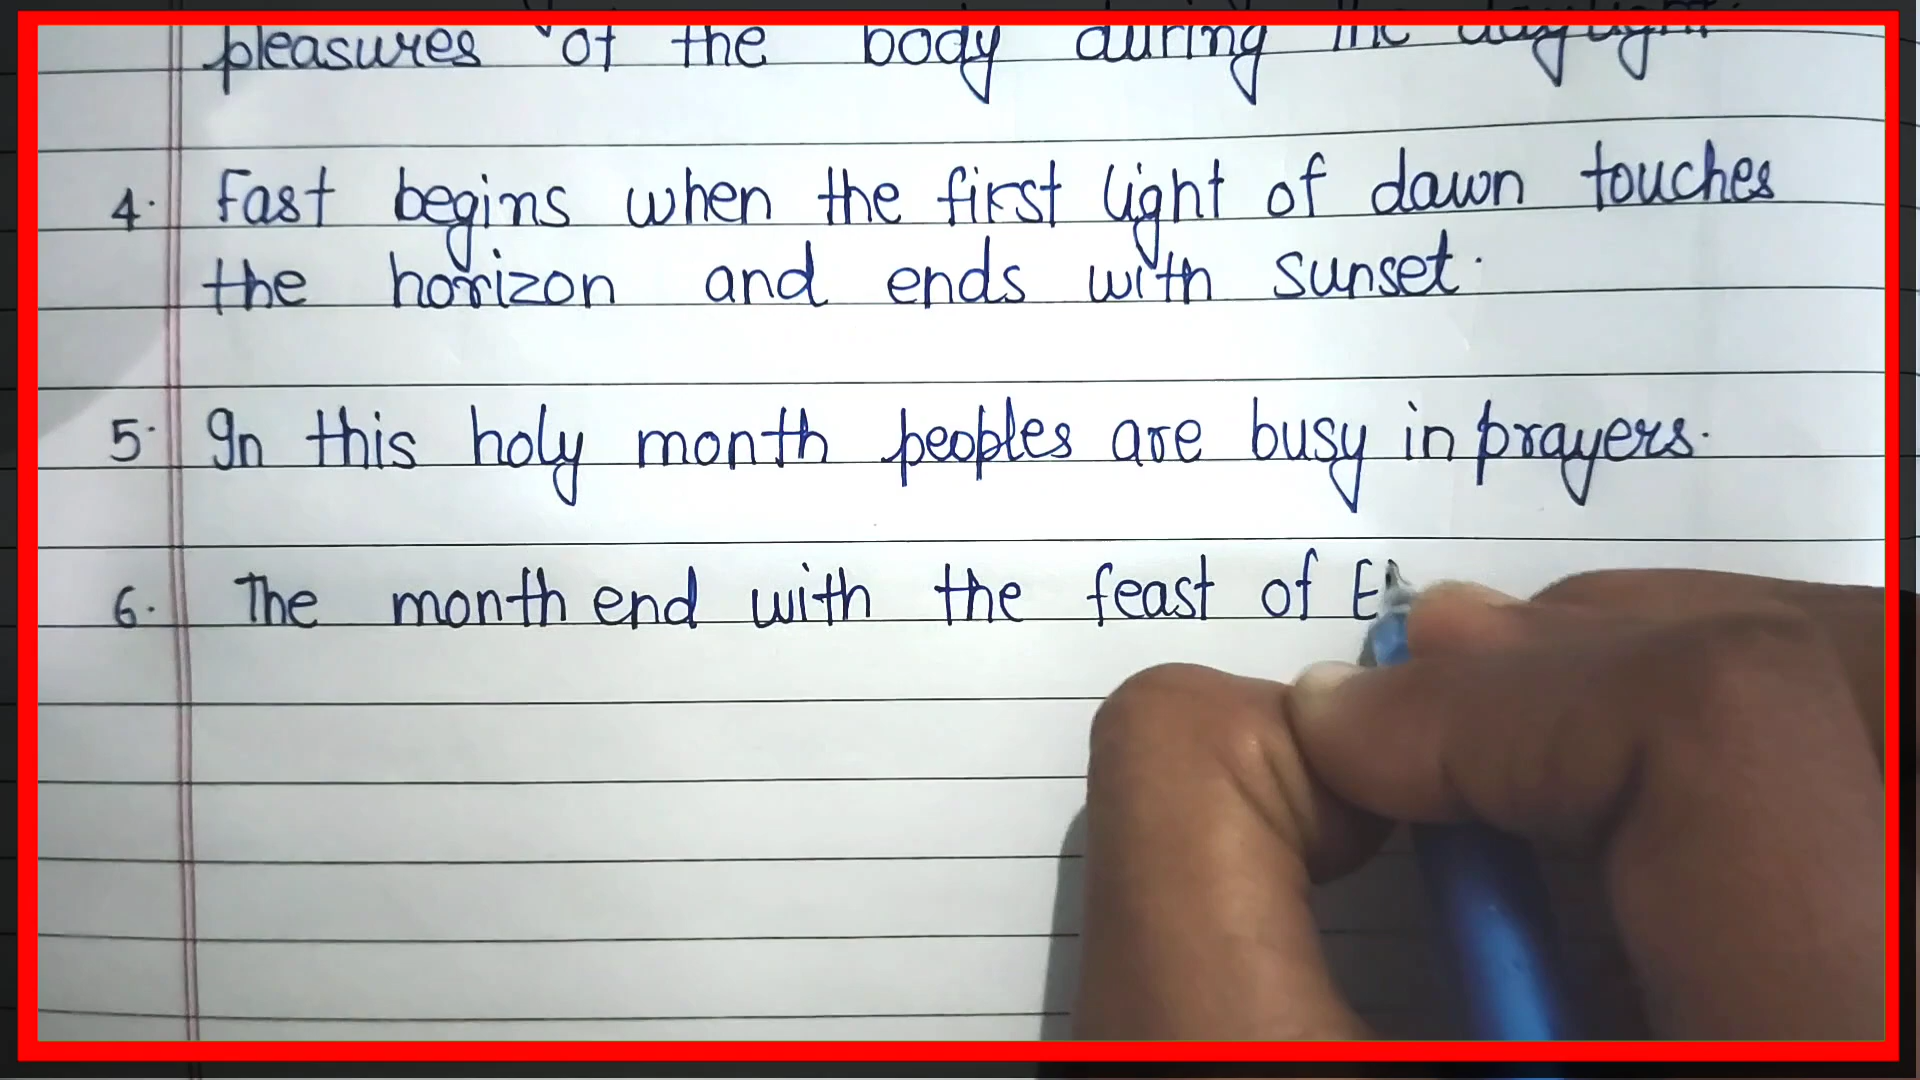 pleasures of the body during the daylight
4. Fast begins when the first light of dawn touches
the horizon and ends with sunset.
5. In this holy month peoples are busy in prayers.
6. The month end with the feast of E